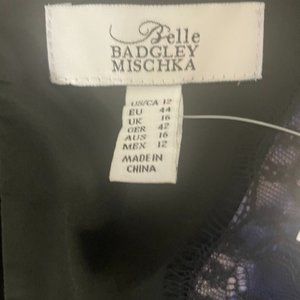 Belle
BADGLEY
MISCHKA
US/CA 12
EU 44
UK 16
GER 42
AUS 16
MEX 12
MADE IN
CHINA